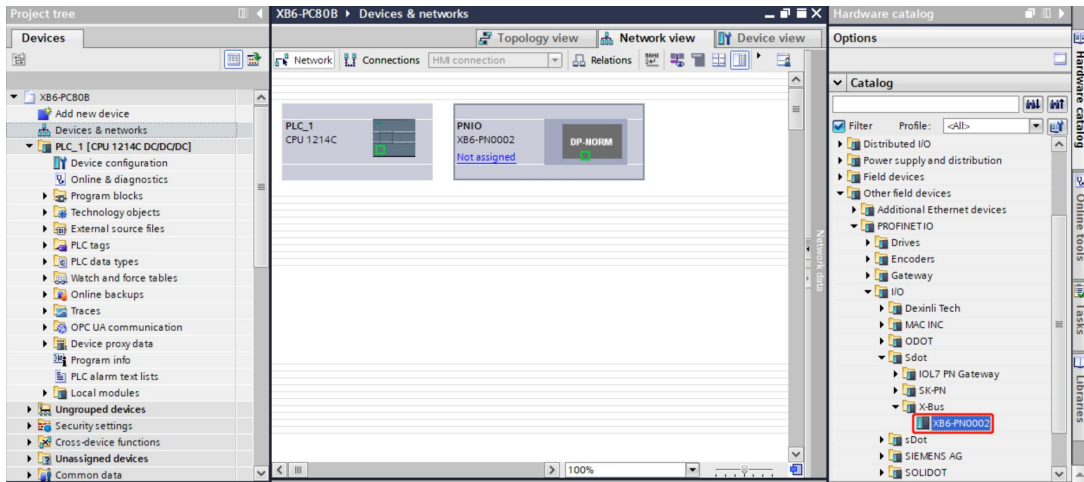 Project tree
Devices
XB6-PC80B
Add new device
Devices & networks
PLC_1 [CPU 1214C DC/DC/DC]
Device configuration
Online & diagnostics
Program blocks
Technology objects
External source files
PLC tags
PLC data types
Watch and force tables
Online backups
Traces
OPC UA communication
Device proxy data
Program info
PLC alarm text lists
Local modules
Ungrouped devices
Security settings
Cross-device functions
Unassigned devices
Common data
XB6-PC80B Devices & networks
Topology view Network view Device view
Network Connections HMI connection Relations
PLC_1
CPU 1214C
PNIO
XB6-PN0002
Not assigned
DP-NORM
100%
Network data
Hardware catalog
Options
Catalog
Filter Profile: <All>
Distributed I/O
Power supply and distribution
Field devices
Other field devices
Additional Ethernet devices
PROFINET IO
Drives
Encoders
Gateway
I/O
Dexinli Tech
MAC INC
ODOT
Sdot
IOL7 PN Gateway
SK-PN
X-Bus
XB6-PN0002
sDot
SIEMENS AG
SOLIDOT
Hardware catalog
Online tools
Tasks
Libraries